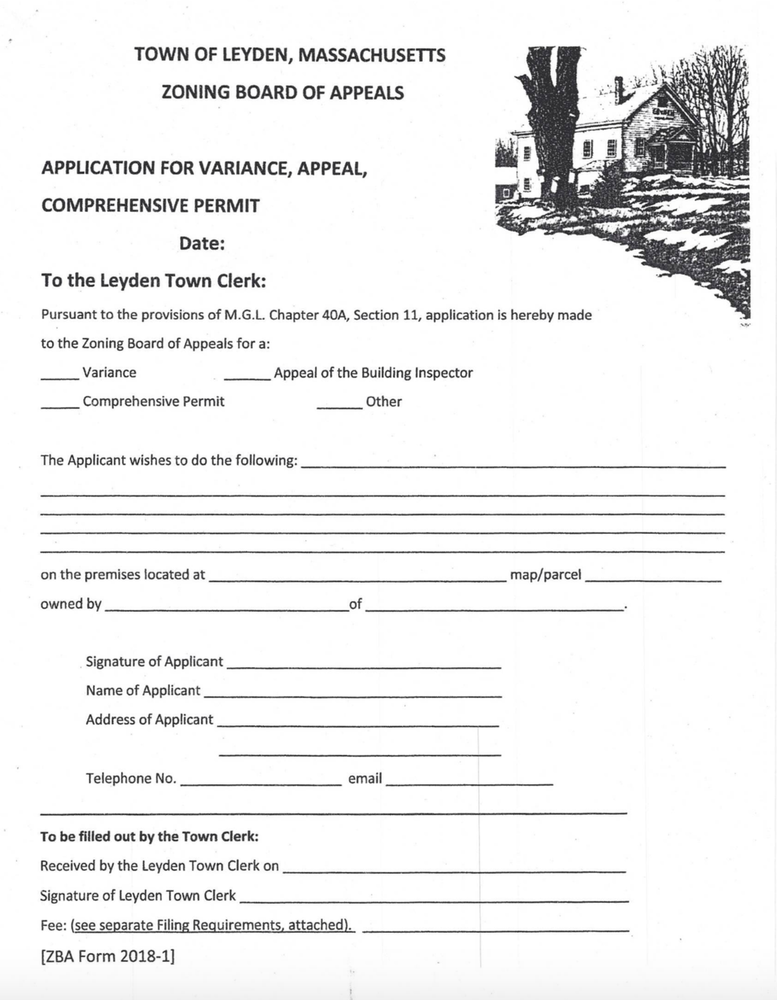 TOWN OF LEYDEN, MASSACHUSETTS
ZONING BOARD OF APPEALS
APPLICATION FOR VARIANCE, APPEAL,
COMPREHENSIVE PERMIT
Date:
To the Leyden Town Clerk:
Pursuant to the provisions of M.G.L. Chapter 40A, Section 11, application is hereby made
to the Zoning Board of Appeals for a:
_____ Variance ______ Appeal of the Building Inspector
_____ Comprehensive Permit ______ Other
The Applicant wishes to do the following: ____________________
on the premises located at ____________________ map/parcel ____________________
owned by ____________________ of ____________________.
Signature of Applicant ____________________
Name of Applicant ____________________
Address of Applicant ____________________
Telephone No. ____________________ email ____________________
To be filled out by the Town Clerk:
Received by the Leyden Town Clerk on ____________________
Signature of Leyden Town Clerk ____________________
Fee: (see separate Filing Requirements, attached). ____________________
[ZBA Form 2018-1]